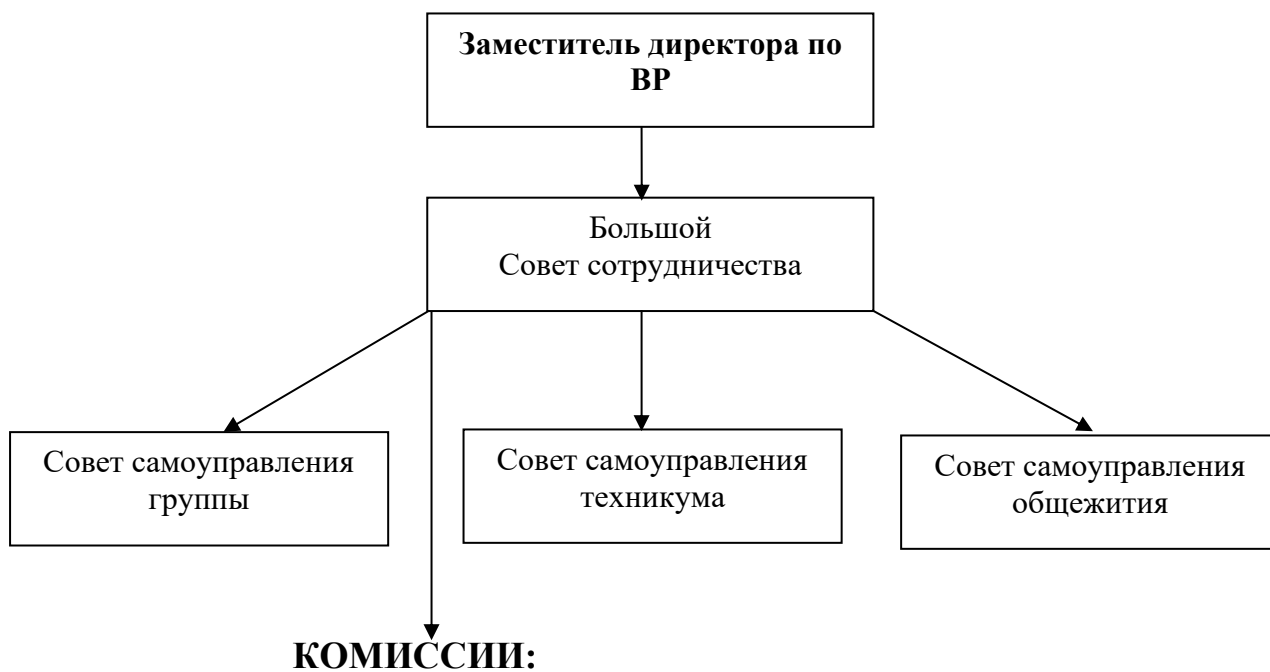 Заместитель директора по
ВР
Большой
Совет сотрудничества
Совет самоуправления
группы
Совет самоуправления
техникума
Совет самоуправления
общежития
КОМИССИИ: